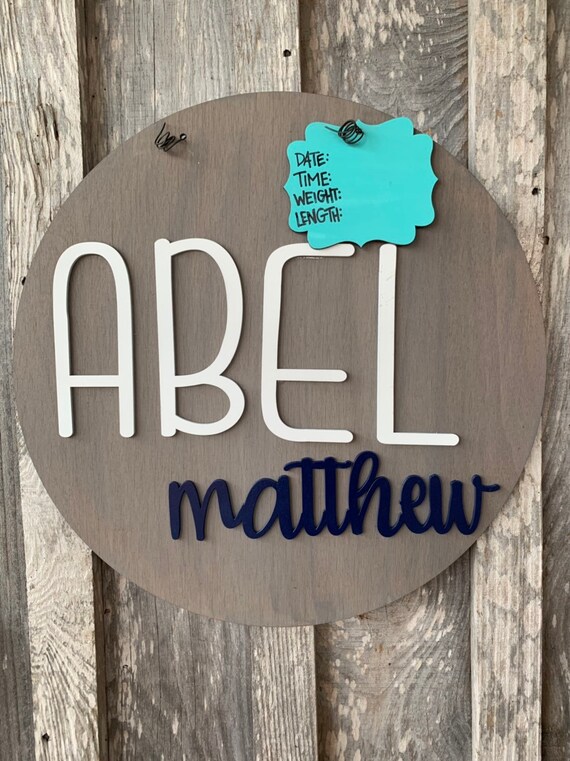 DATE:
TIME:
WEIGHT:
LENGTH:
ABEL
matthew